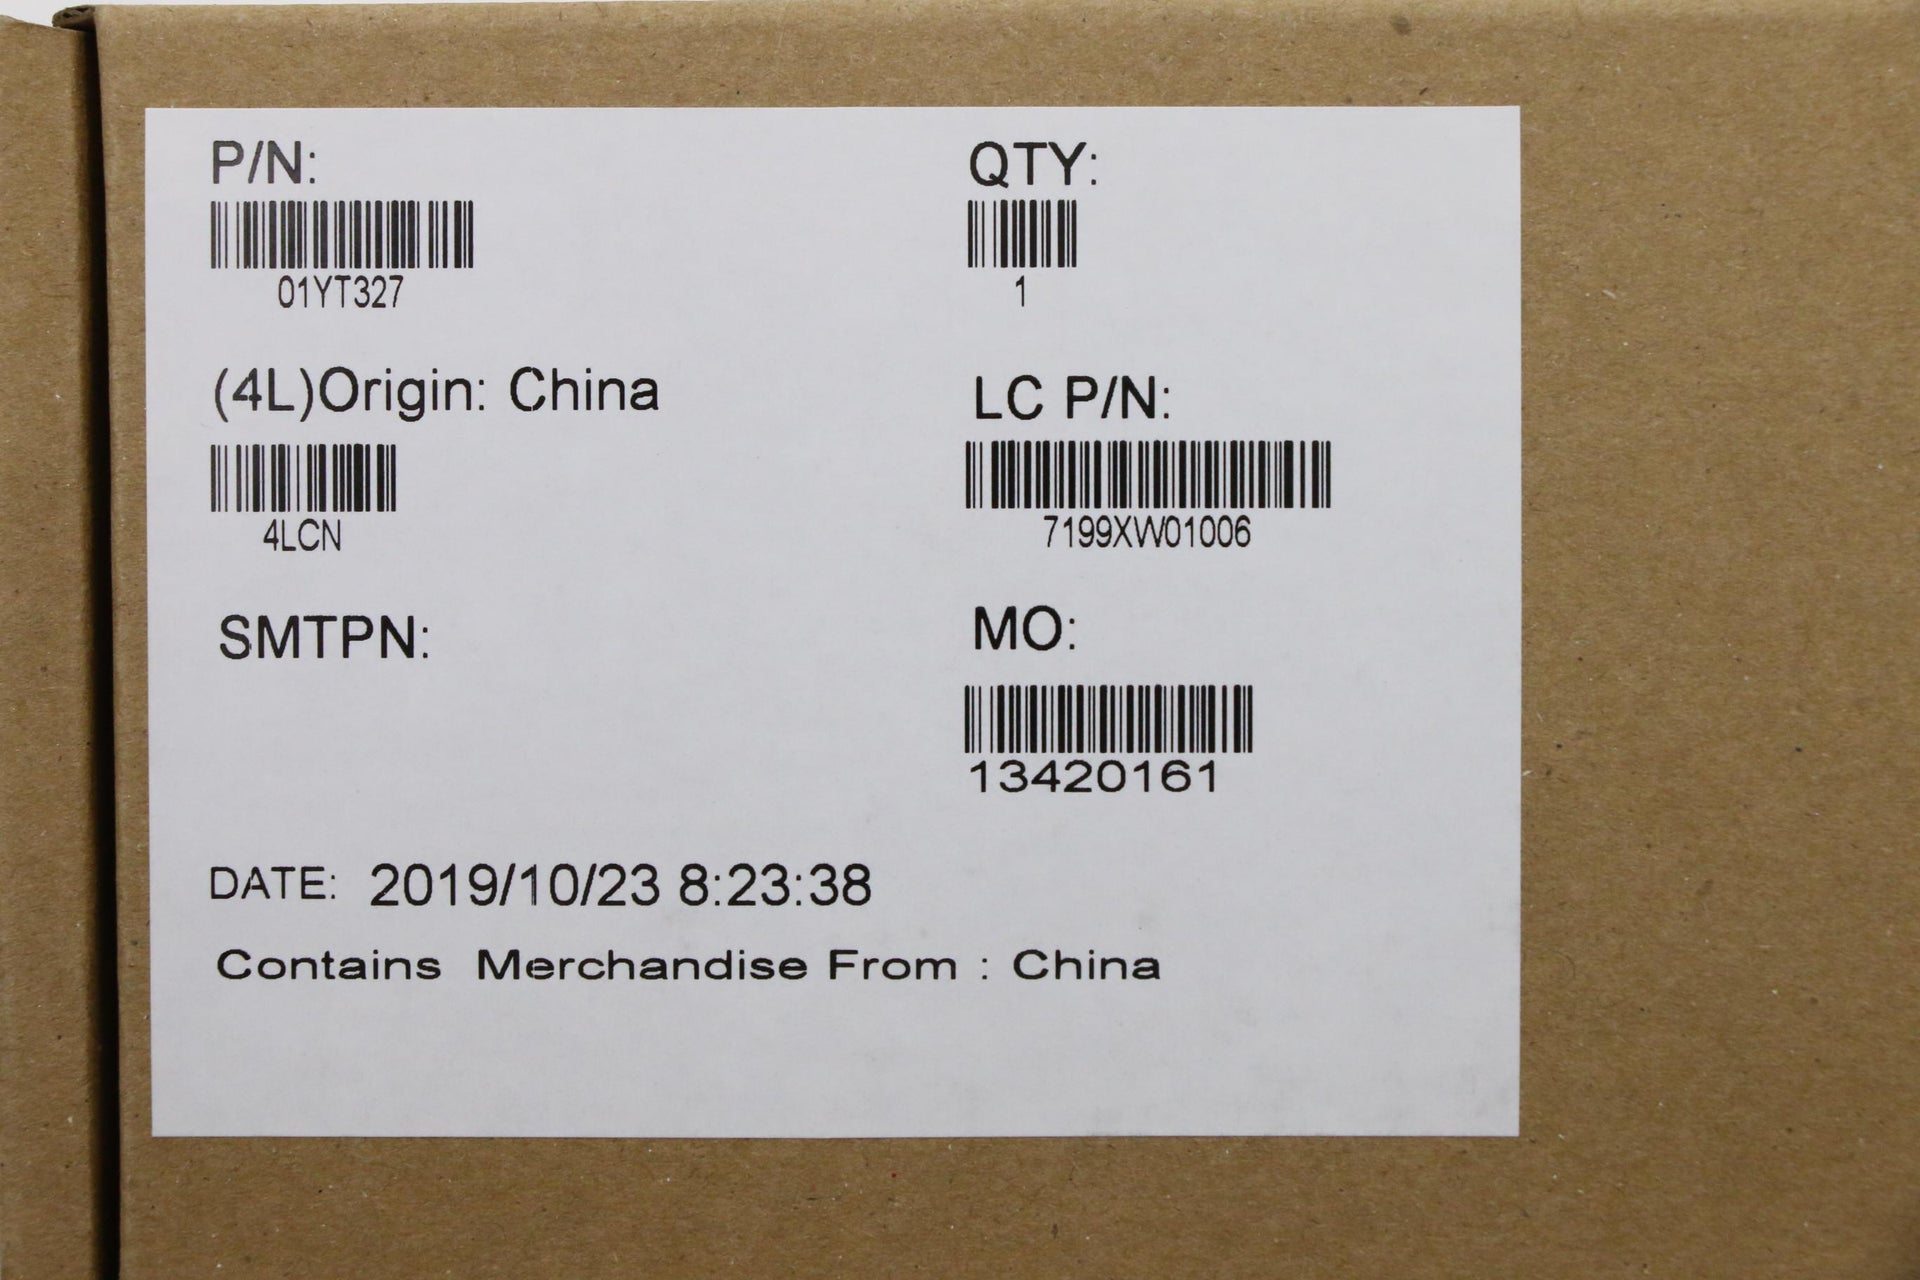 P/N:
01YT327
QTY:
1
(4L)Origin: China
4LCN
LC P/N:
7199XW01006
SMTPN:
MO:
13420161
DATE: 2019/10/23 8:23:38
Contains Merchandise From : China